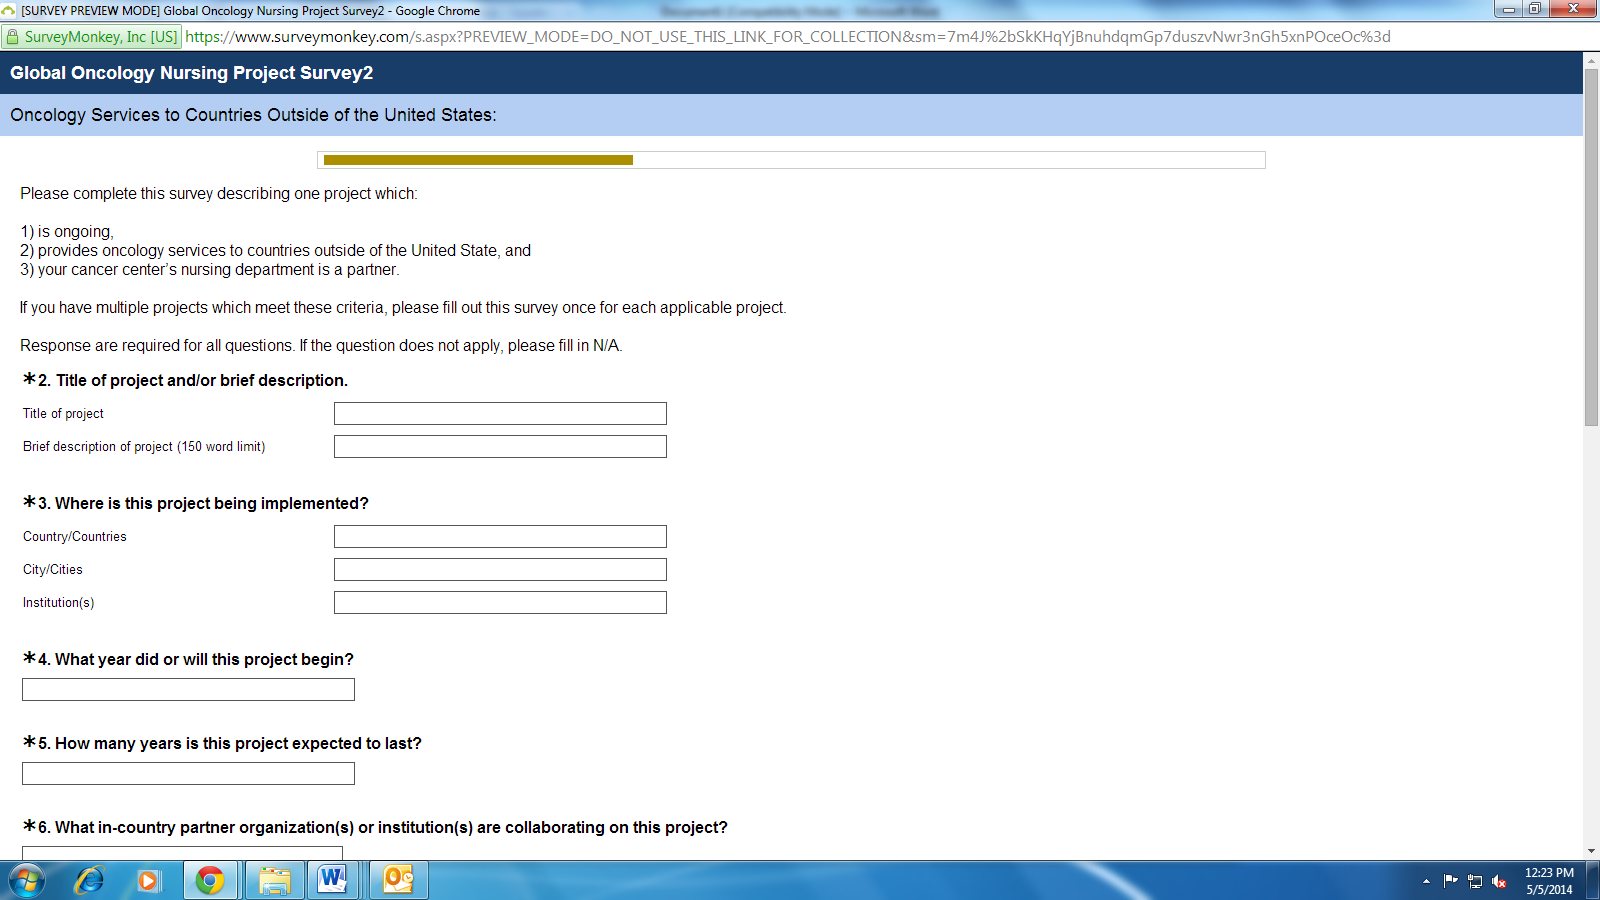 [SURVEY PREVIEW MODE] Global Oncology Nursing Project Survey2 - Google Chrome
SurveyMonkey, Inc [US] https://www.surveymonkey.com/s.aspx?PREVIEW_MODE=DO_NOT_USE_THIS_LINK_FOR_COLLECTION&sm=7m4J%2bSkKHqYjBnuhdqmGp7duszvNwr3nGh5xnPOceOc%3d
Global Oncology Nursing Project Survey2
Oncology Services to Countries Outside of the United States:
Please complete this survey describing one project which:
1) is ongoing,
2) provides oncology services to countries outside of the United State, and
3) your cancer center's nursing department is a partner.
If you have multiple projects which meet these criteria, please fill out this survey once for each applicable project.
Response are required for all questions. If the question does not apply, please fill in N/A.
*2. Title of project and/or brief description.
Title of project
Brief description of project (150 word limit)
*3. Where is this project being implemented?
Country/Countries
City/Cities
Institution(s)
*4. What year did or will this project begin?
*5. How many years is this project expected to last?
*6. What in-country partner organization(s) or institution(s) are collaborating on this project?
12:23 PM
5/5/2014